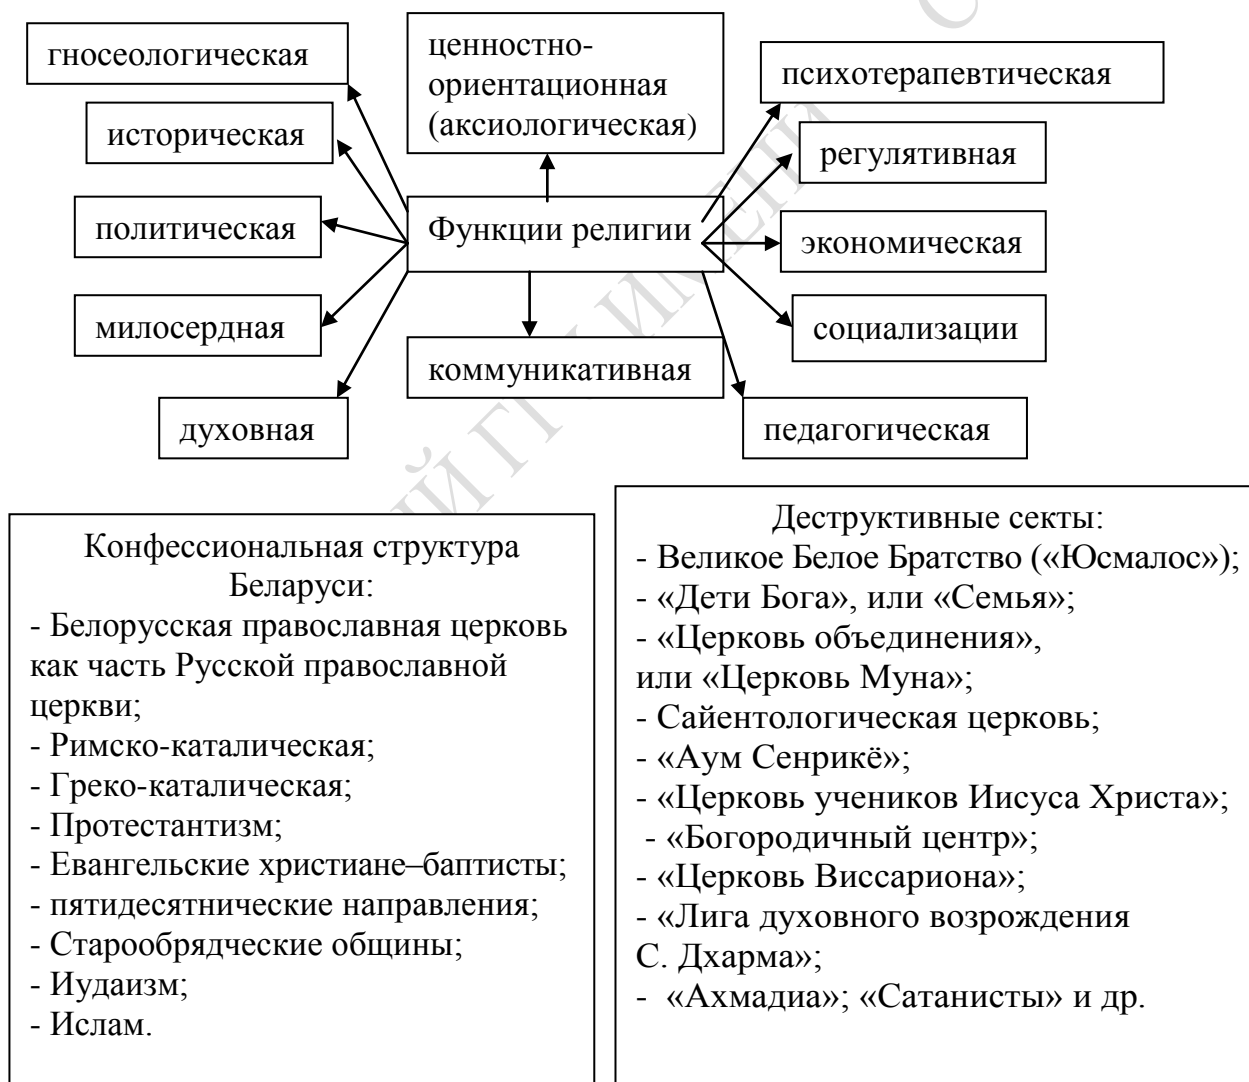 гносеологическая
ценностно-
ориентационная
(аксиологическая)
психотерапевтическая
историческая
регулятивная
политическая
Функции религии
экономическая
милосердная
социализации
коммуникативная
духовная
педагогическая
Конфессиональная структура
Беларуси:
- Белорусская православная церковь
как часть Русской православной
церкви;
- Римско-каталическая;
- Греко-каталическая;
- Протестантизм;
- Евангельские христиане–баптисты;
- пятидесятнические направления;
- Старообрядческие общины;
- Иудаизм;
- Ислам.
Деструктивные секты:
- Великое Белое Братство («Юсмалос»);
- «Дети Бога», или «Семья»;
- «Церковь объединения»,
или «Церковь Муна»;
- Сайентологическая церковь;
- «Аум Сенрикё»;
- «Церковь учеников Иисуса Христа»;
- «Богородичный центр»;
- «Церковь Виссариона»;
- «Лига духовного возрождения
С. Дхарма»;
- «Ахмадиа»; «Сатанисты» и др.